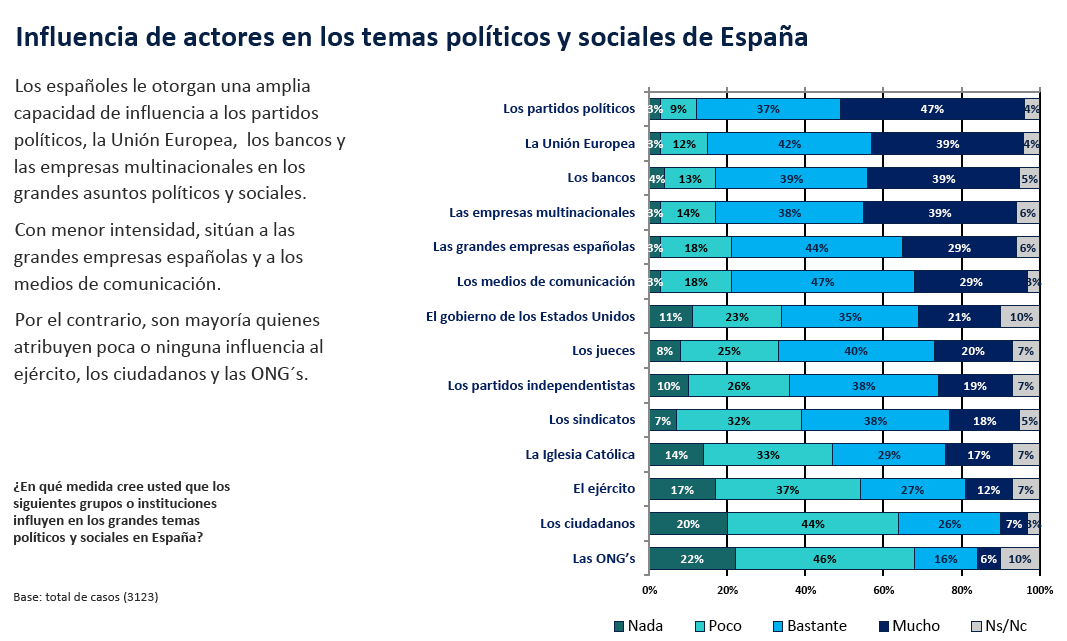 Influencia de actores en los temas políticos y sociales de España
Los españoles le otorgan una amplia
capacidad de influencia a los partidos
políticos, la Unión Europea,  los bancos y
las empresas multinacionales en los
grandes asuntos políticos y sociales.
Con menor intensidad, sitúan a las
grandes empresas españolas y a los
medios de comunicación.
Por el contrario, son mayoría quienes
atribuyen poca o ninguna influencia al
ejército, los ciudadanos y las ONG´s.
¿En qué medida cree usted que los
siguientes grupos o instituciones
influyen en los grandes temas
políticos y sociales en España?
Base: total de casos (3123)
Los partidos políticos 3% 9% 37% 47% 4%
La Unión Europea 3% 12% 42% 39% 4%
Los bancos 4% 13% 39% 39% 5%
Las empresas multinacionales 3% 14% 38% 39% 6%
Las grandes empresas españolas 3% 18% 44% 29% 6%
Los medios de comunicación 3% 18% 47% 29% 3%
El gobierno de los Estados Unidos 11% 23% 35% 21% 10%
Los jueces 8% 25% 40% 20% 7%
Los partidos independentistas 10% 26% 38% 19% 7%
Los sindicatos 7% 32% 38% 18% 5%
La Iglesia Católica 14% 33% 29% 17% 7%
El ejército 17% 37% 27% 12% 7%
Los ciudadanos 20% 44% 26% 7% 3%
Las ONG’s 22% 46% 16% 6% 10%
0% 20% 40% 60% 80% 100%
Nada Poco Bastante Mucho Ns/Nc